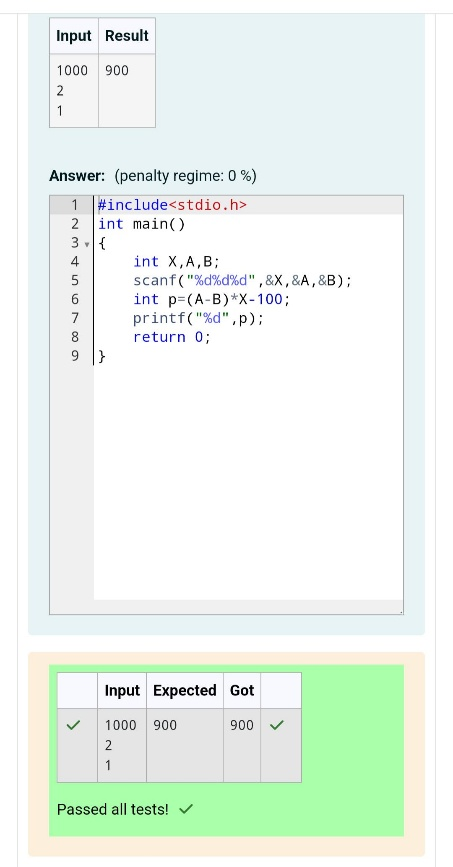 Input Result
1000 900
2
1
Answer: (penalty regime: 0 %)
1 #include<stdio.h>
2 int main()
3 {
4 int X,A,B;
5 scanf("%d%d%d",&X,&A,&B);
6 int p=(A-B)*X-100;
7 printf("%d",p);
8 return 0;
9 }
Input Expected Got
1000 900 900
2
1
Passed all tests!